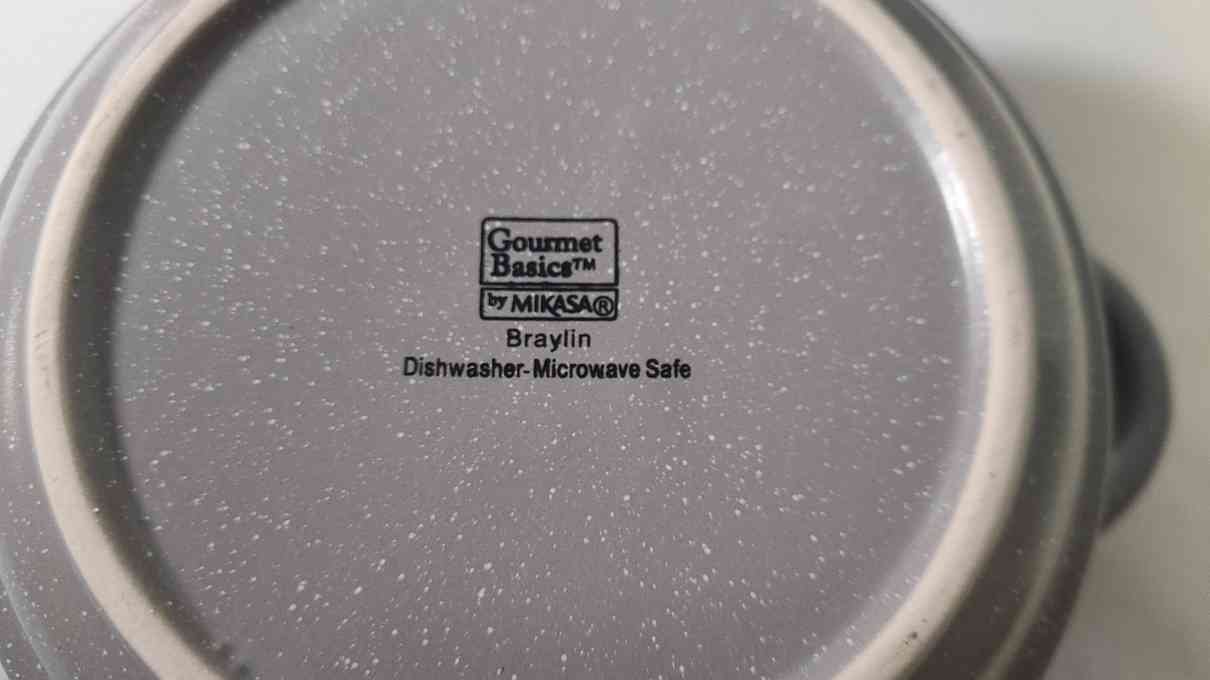 Gourmet
Basics™
by MIKASA®
Braylin
Dishwasher-Microwave Safe